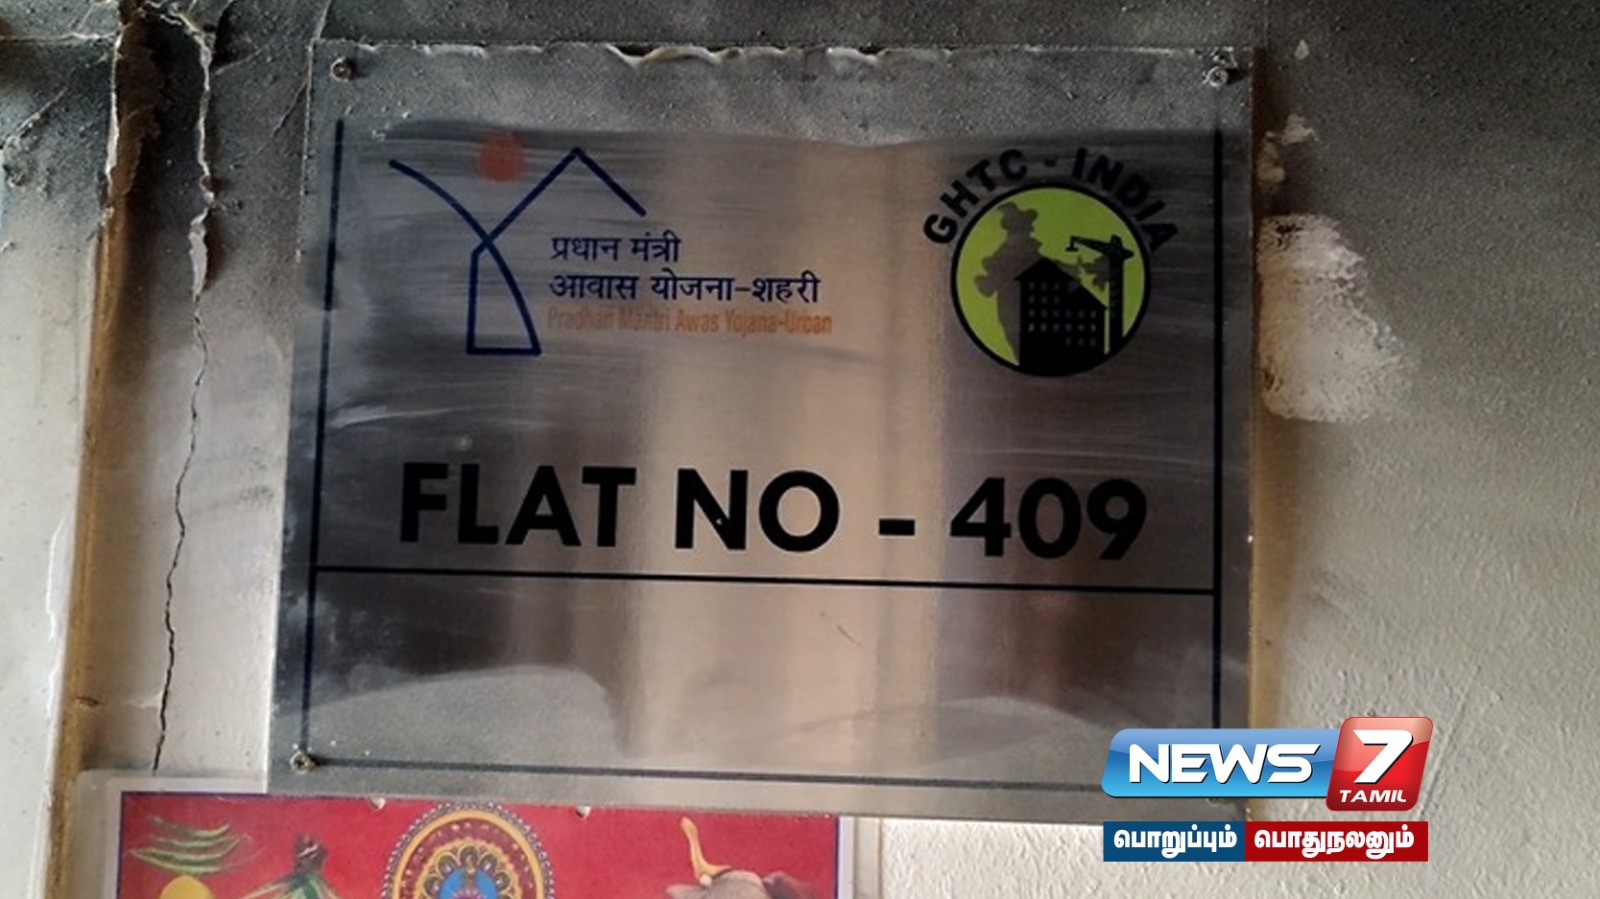 प्रधान मंत्री
आवास योजना-शहरी
Pradhan Mantri Awas Yojana-Urban
GHTC - INDIA
FLAT NO - 409
NEWS 7
TAMIL
பொறுப்பும் பொதுநலனும்